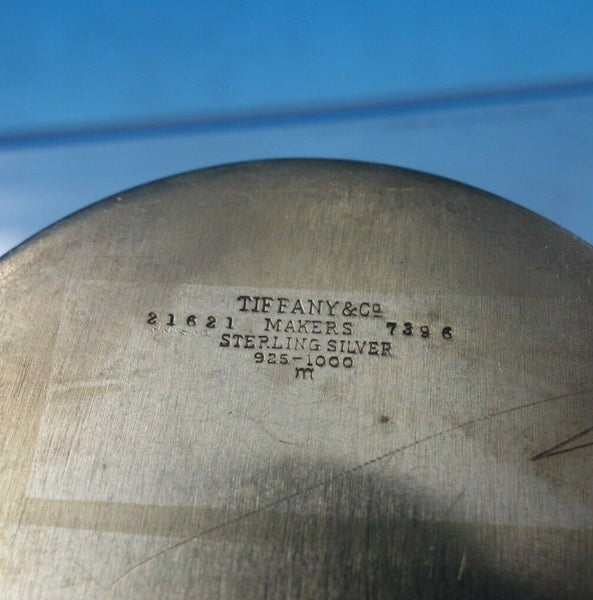 TIFFANY & Cº
21621 MAKERS 7396
STERLING SILVER
925-1000
m